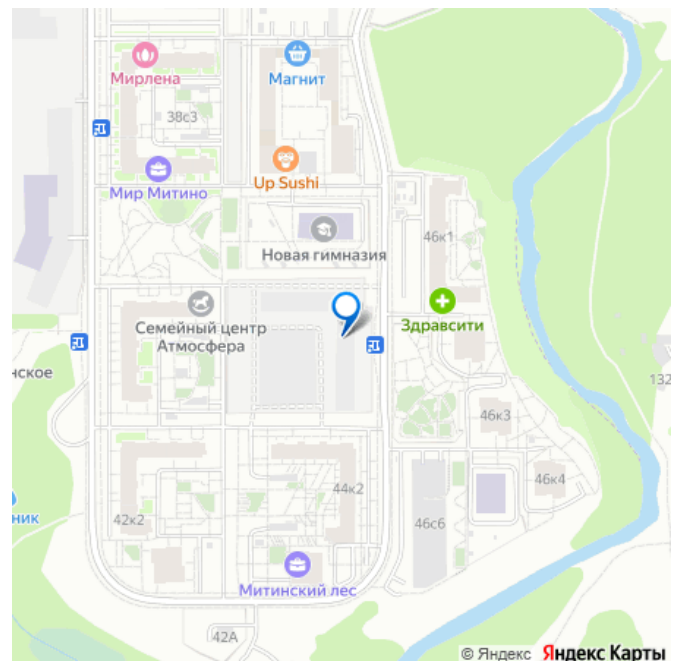 Мирлена
Магнит
38с3
Мир Митино
Up Sushi
46к1
Новая гимназия
Здравсити
Семейный центр
Атмосфера
нское
132
46к3
44к2
46к4
42к2
46с6
ник
Митинский лес
42А
© Яндекс Яндекс Карты